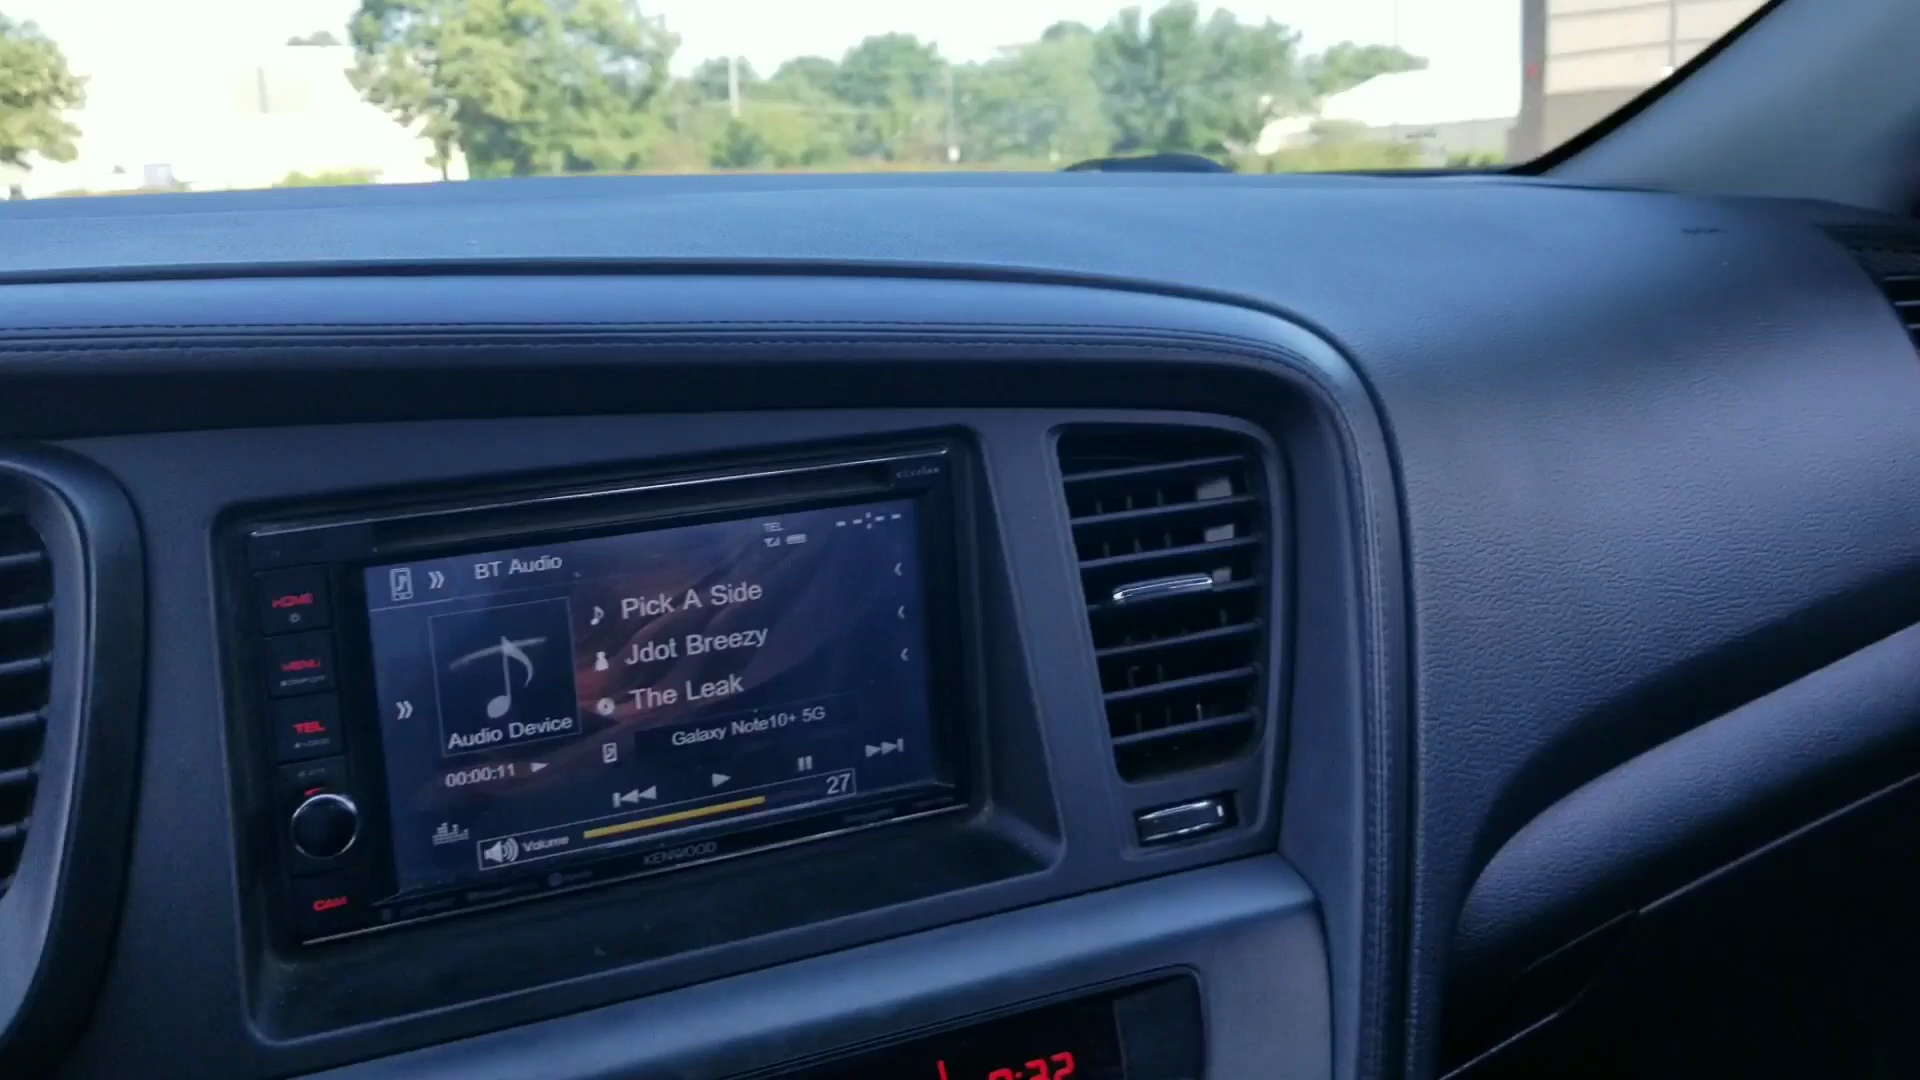 TEL
BT Audio
Pick A Side
Jdot Breezy
The Leak
Audio Device
Galaxy Note10+ 5G
00:00:11
27
Volume
KENWOOD
HOME
MENU
TEL
CAM